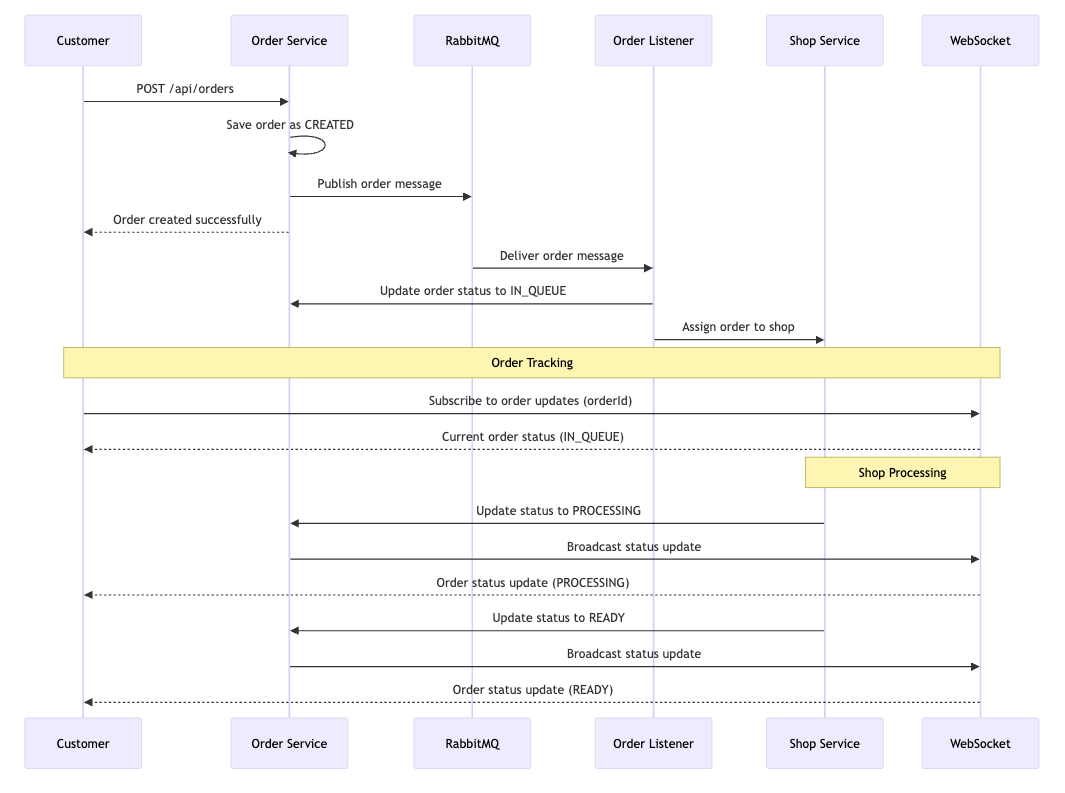 Customer
Order Service
RabbitMQ
Order Listener
Shop Service
WebSocket
POST /api/orders
Save order as CREATED
Publish order message
Order created successfully
Deliver order message
Update order status to IN_QUEUE
Assign order to shop
Order Tracking
Subscribe to order updates (orderId)
Current order status (IN_QUEUE)
Shop Processing
Update status to PROCESSING
Broadcast status update
Order status update (PROCESSING)
Update status to READY
Broadcast status update
Order status update (READY)
Customer
Order Service
RabbitMQ
Order Listener
Shop Service
WebSocket